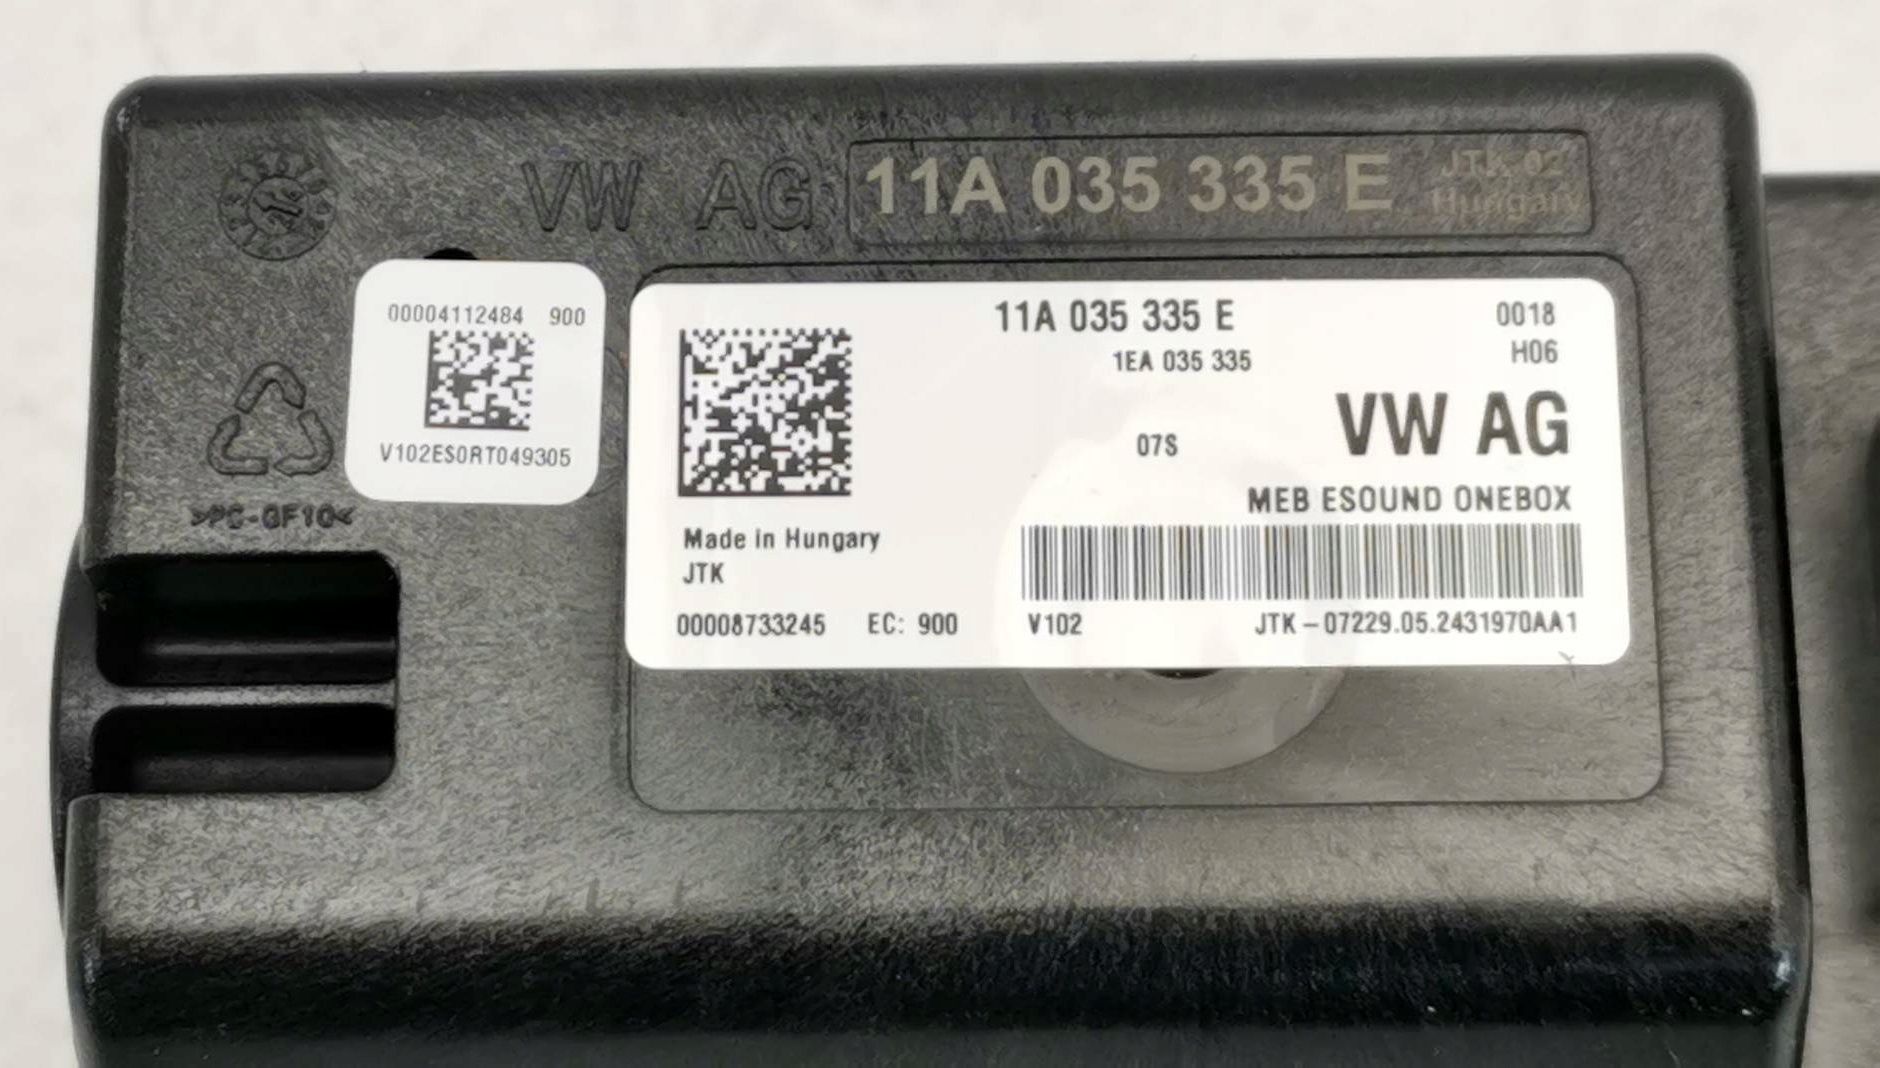 VW AG 11A 035 335 E JTK-02
Hungary
00004112484 900
V102ES0RT049305
>PC-GF10<
11A 035 335 E 0018
1EA 035 335 H06
07S VW AG
MEB ESOUND ONEBOX
Made in Hungary
JTK
00008733245 EC: 900 V102 JTK-07229.05.2431970AA1